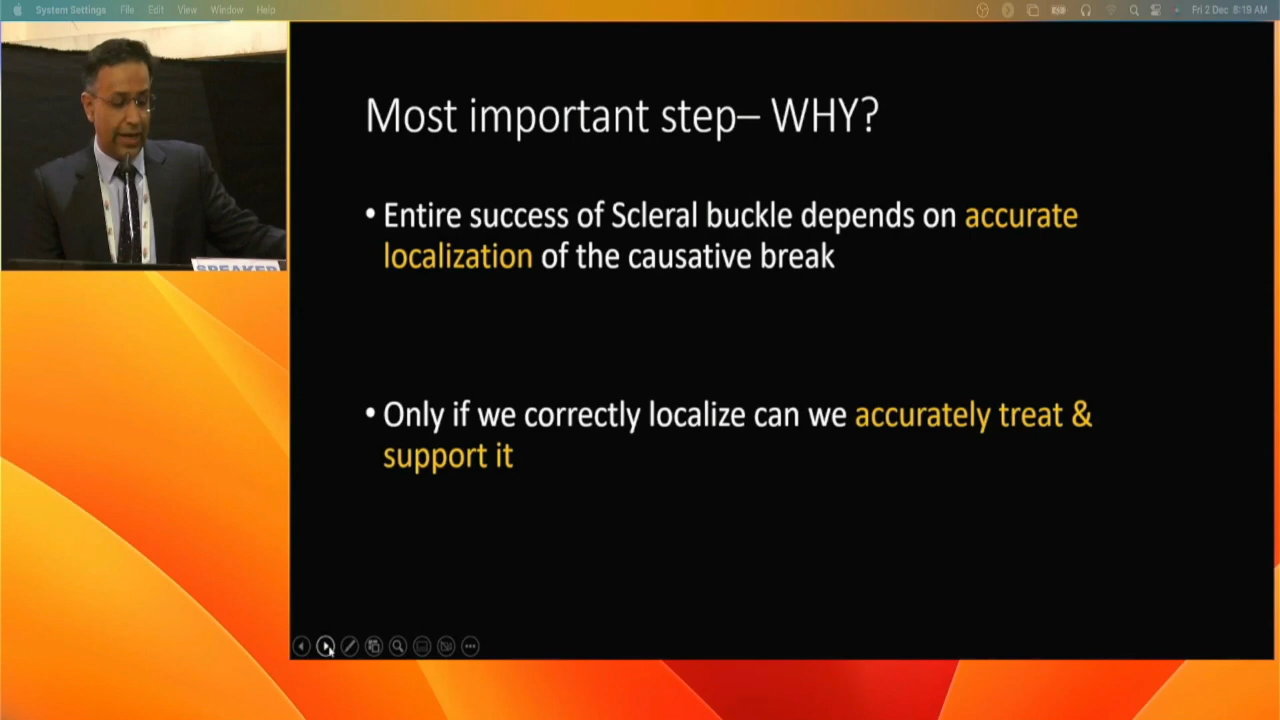 System Settings File Edit View Window Help
Fri 2 Dec 8:19 AM
SPEAKER
Most important step– WHY?
• Entire success of Scleral buckle depends on accurate
localization of the causative break
• Only if we correctly localize can we accurately treat &
support it